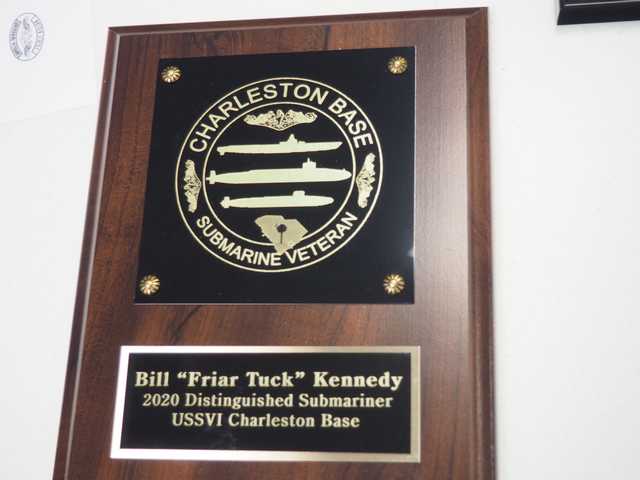 CHARLESTON BASE
SUBMARINE VETERAN
Bill “Friar Tuck” Kennedy
2020 Distinguished Submariner
USSVI Charleston Base